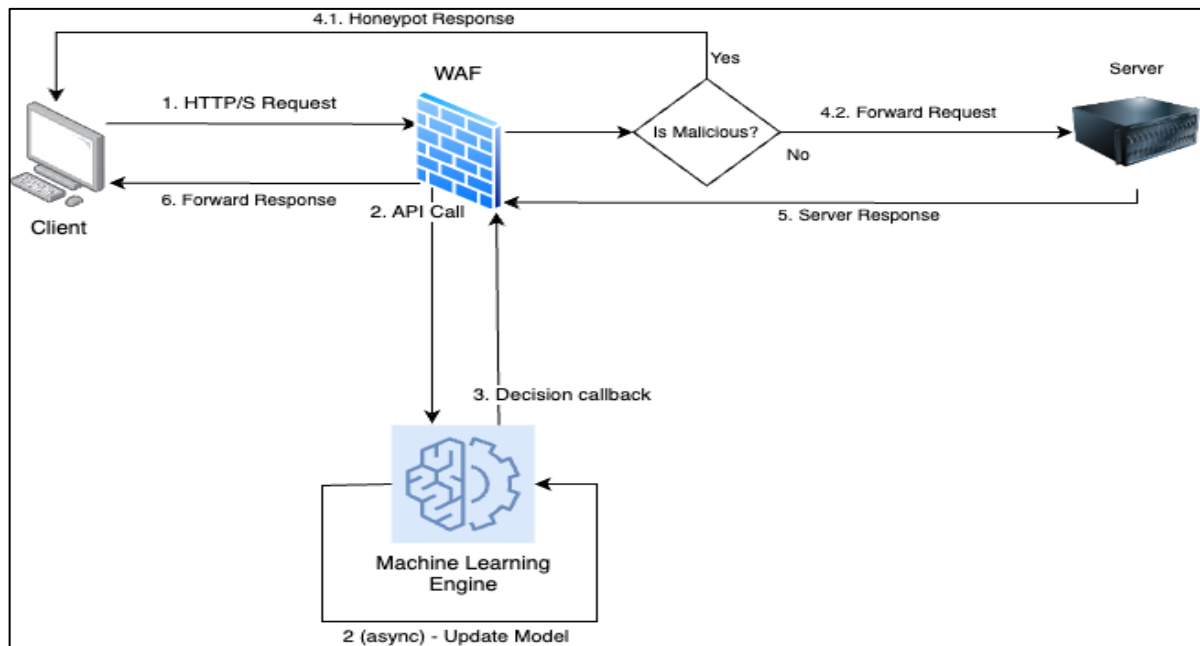 4.1. Honeypot Response
Yes
WAF
Server
1. HTTP/S Request
Is Malicious?
4.2. Forward Request
No
6. Forward Response
2. API Call
5. Server Response
Client
3. Decision callback
Machine Learning
Engine
2 (async) - Update Model